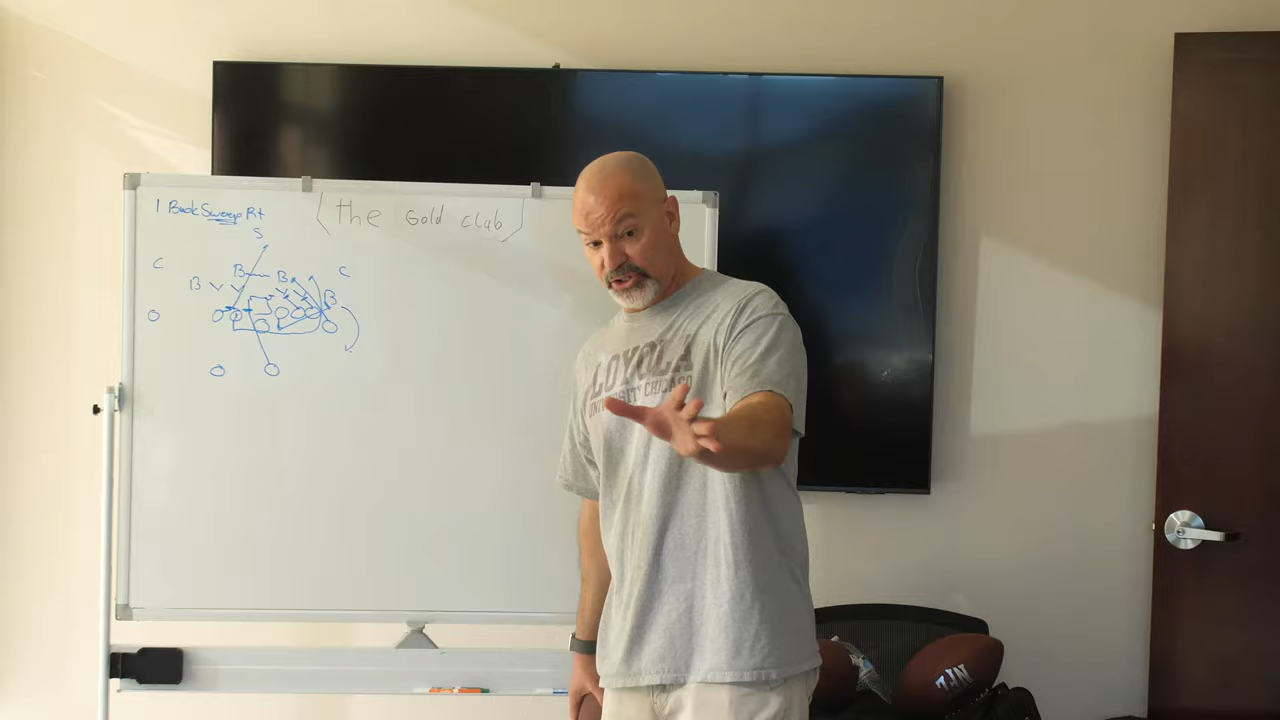 1 Back Sweep Rt
(the Gold club)
S
C
B B C
B B
LOYOLA
UNIVERSITY CHICAGO
NFL